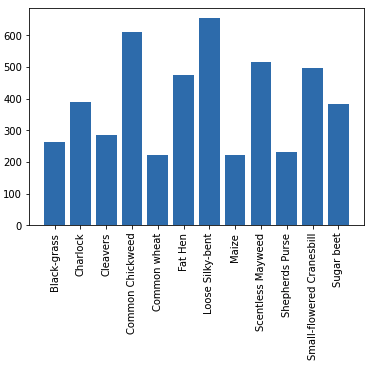 600
500
400
300
200
100
0
Black-grass
Charlock
Cleavers
Common Chickweed
Common wheat
Fat Hen
Loose Silky-bent
Maize
Scentless Mayweed
Shepherds Purse
Small-flowered Cranesbill
Sugar beet